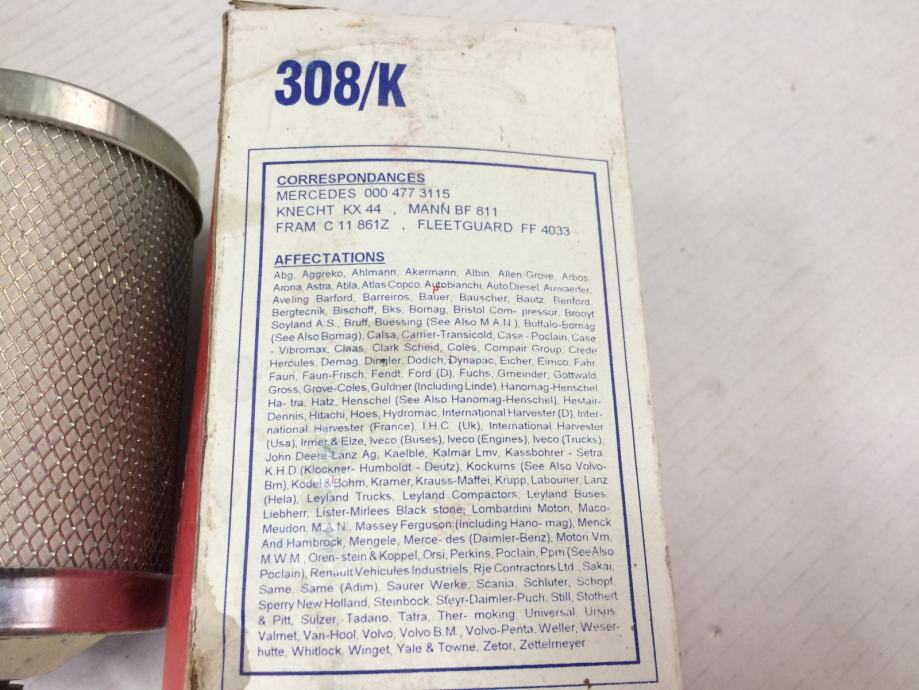 308/K
CORRESPONDANCES
MERCEDES 000 477 3115
KNECHT KX 44 , MANN BF 811
FRAM C 11 861Z , FLEETGUARD FF 4033
AFFECTATIONS
Abg, Aggreko, Ahlmann, Akermann, Albin, Allen Grove, Arbos,
Arona, Astra, Atila, Atlas Copco, Autobianchi, Auto Diesel, Auwaerter,
Aveling Barford, Barreiros, Bauer, Bauscher, Bautz, Renford,
Bergtecnik, Bischoff, Bks, Bomag, Bristol Com- pressor, Brooyt
Soyland A.S., Bruff, Buessing (See Also M.A.N.), Buffalo-Bomag
(See Also Bomag), Calsa, Carrier-Transicold, Case - Poclain, Case
- Vibromax, Claas, Clark Scheid, Coles, Compair Group, Crede
Hercules, Demag, Dingler, Dodich, Dynapac, Eicher, Eimco, Fahr,
Faun, Faun-Frisch, Fendt, Ford (D), Fuchs, Gmeinder, Gottwald
Gross, Grove-Coles, Guldner (Including Linde), Hanomag-Henschel
Ha- tra, Hatz, Henschel (See Also Hanomag-Henschel), Hestair-
Dennis, Hitachi, Hoes, Hydromac, International Harvester (D), Inter-
national Harvester (France), I.H.C. (Uk), International Harvester
(Usa), Irmer & Elze, Iveco (Buses), Iveco (Engines), Iveco (Trucks),
John Deere-Lanz Ag, Kaelble, Kalmar Lmv, Kassbohrer - Setra
K.H.D.(Klockner- Humboldt - Deutz), Kockums (See Also Volvo-
Bm), Kodel & Bohm, Kramer, Krauss-Maffei, Krupp, Labourier, Lanz
(Hela), Leyland Trucks, Leyland Compactors, Leyland Buses,
Liebherr, Lister-Mirlees Black stone, Lombardini Motori, Maco-
Meudon, M.A.N., Massey Ferguson (Including Hano- mag), Menck
And Hambrock, Mengele, Merce- des (Daimler-Benz), Motori Vm,
M.W.M., Oren- stein & Koppel, Orsi, Perkins, Poclain, Ppm (See Also
Poclain), Renault Vehicules Industriels, Rje Contractors Ltd., Sakai,
Same, Same (Adim), Saurer Werke, Scania, Schluter, Schopf,
Sperry New Holland, Steinbock, Steyr-Daimler-Puch, Still, Stothert
& Pitt, Sulzer, Tadano, Tatra, Ther- moking, Universal, Ursus,
Valmet, Van-Hool, Volvo, Volvo B.M., Volvo-Penta, Weller, Weser-
hutte, Whitlock, Winget, Yale & Towne, Zetor, Zettelmeyer